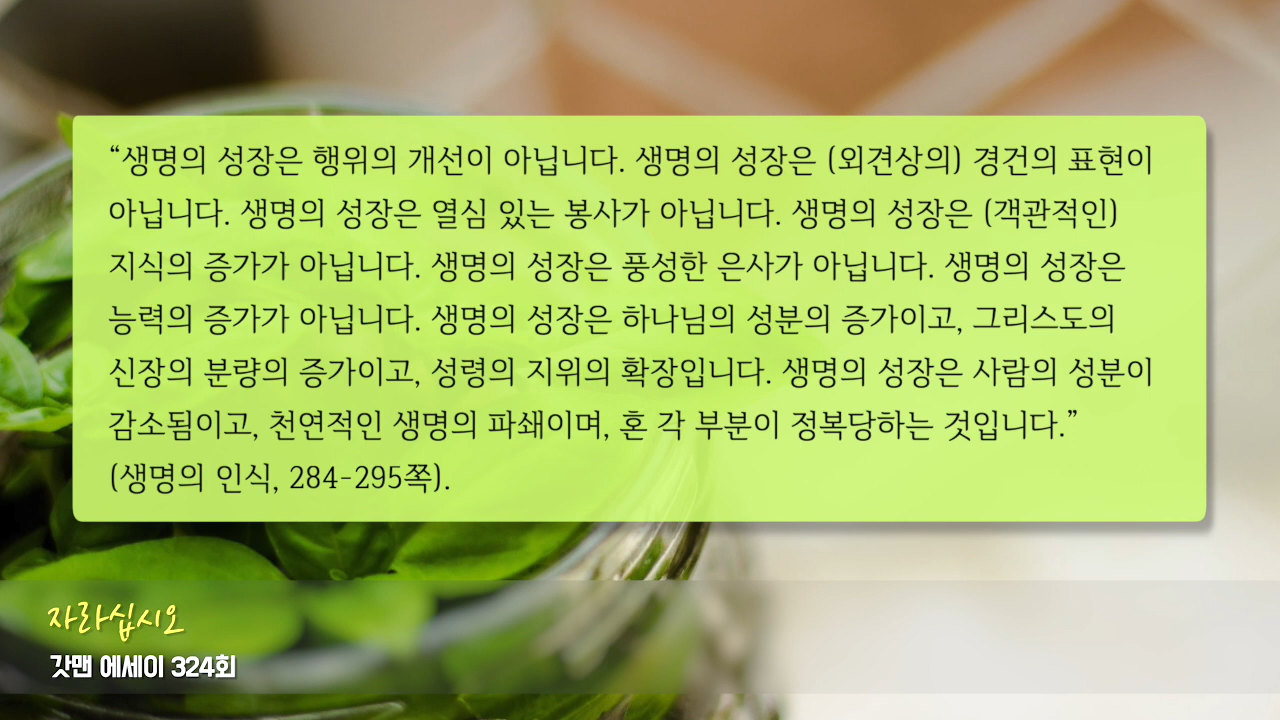 “생명의 성장은 행위의 개선이 아닙니다. 생명의 성장은 (외견상의) 경건의 표현이
아닙니다. 생명의 성장은 열심 있는 봉사가 아닙니다. 생명의 성장은 (객관적인)
지식의 증가가 아닙니다. 생명의 성장은 풍성한 은사가 아닙니다. 생명의 성장은
능력의 증가가 아닙니다. 생명의 성장은 하나님의 성분의 증가이고, 그리스도의
신장의 분량의 증가이고, 성령의 지위의 확장입니다. 생명의 성장은 사람의 성분이
감소됨이고, 천연적인 생명의 파쇄이며, 혼 각 부분이 정복당하는 것입니다.”
(생명의 인식, 284-295쪽).
자라십시오
갓맨 에세이 324회